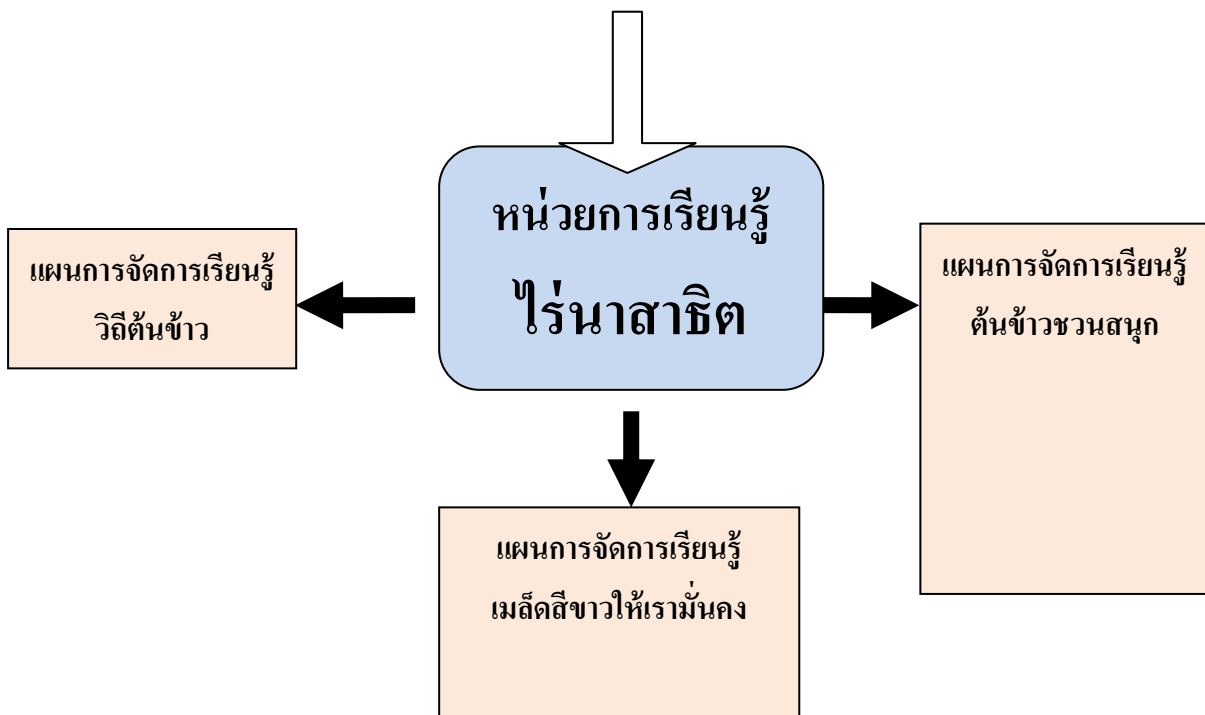 หน่วยการเรียนรู้
ไร่นาสาธิต
แผนการจัดการเรียนรู้
วิถีต้นข้าว
แผนการจัดการเรียนรู้
ต้นข้าวชวนสนุก
แผนการจัดการเรียนรู้
เมล็ดสีขาวให้เรามั่นคง